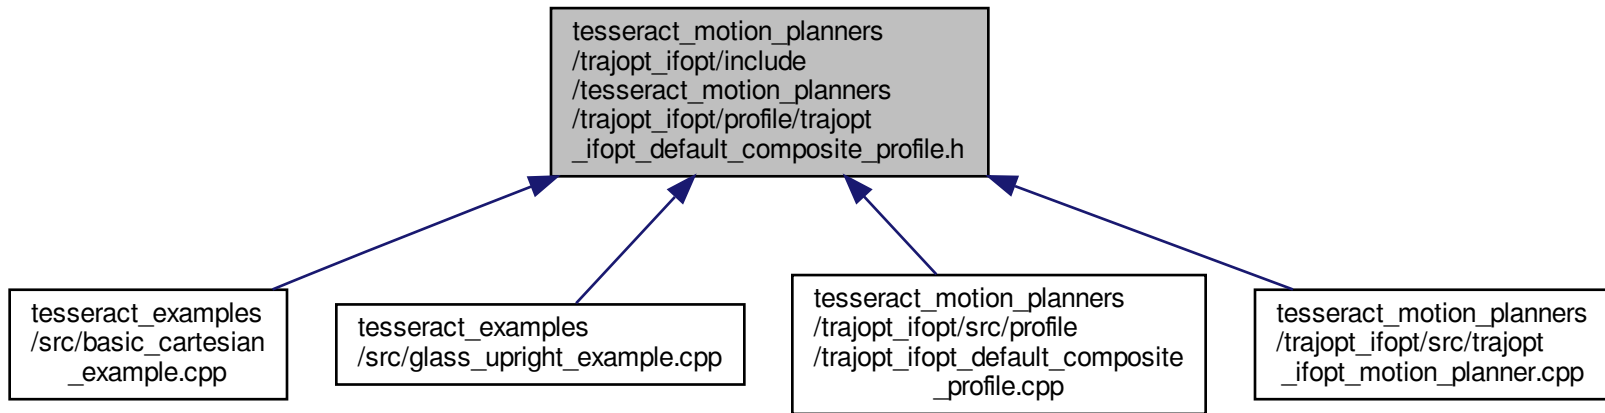 tesseract_motion_planners
/trajopt_ifopt/include
/tesseract_motion_planners
/trajopt_ifopt/profile/trajopt
_ifopt_default_composite_profile.h
tesseract_examples
/src/basic_cartesian
_example.cpp
tesseract_examples
/src/glass_upright_example.cpp
tesseract_motion_planners
/trajopt_ifopt/src/profile
/trajopt_ifopt_default_composite
_profile.cpp
tesseract_motion_planners
/trajopt_ifopt/src/trajopt
_ifopt_motion_planner.cpp